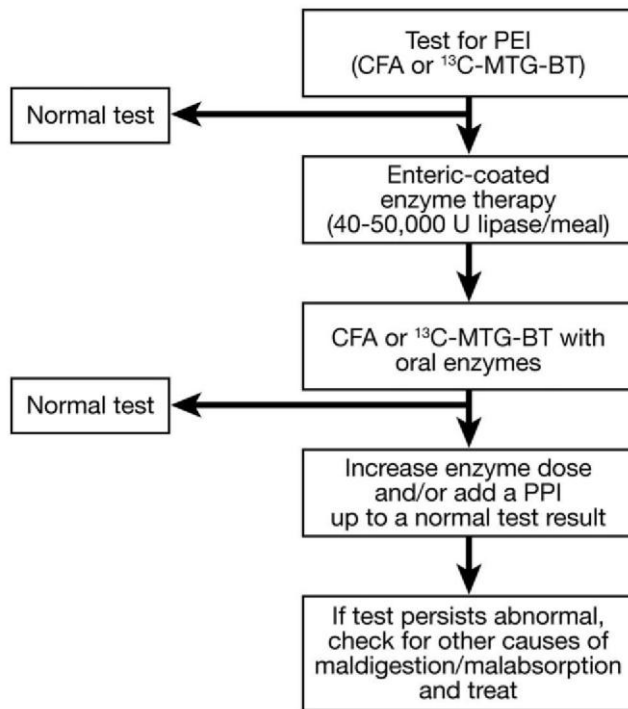 Test for PEI
(CFA or ¹³C-MTG-BT)
Normal test
Enteric-coated
enzyme therapy
(40-50,000 U lipase/meal)
CFA or ¹³C-MTG-BT with
oral enzymes
Normal test
Increase enzyme dose
and/or add a PPI
up to a normal test result
If test persists abnormal,
check for other causes of
maldigestion/malabsorption
and treat